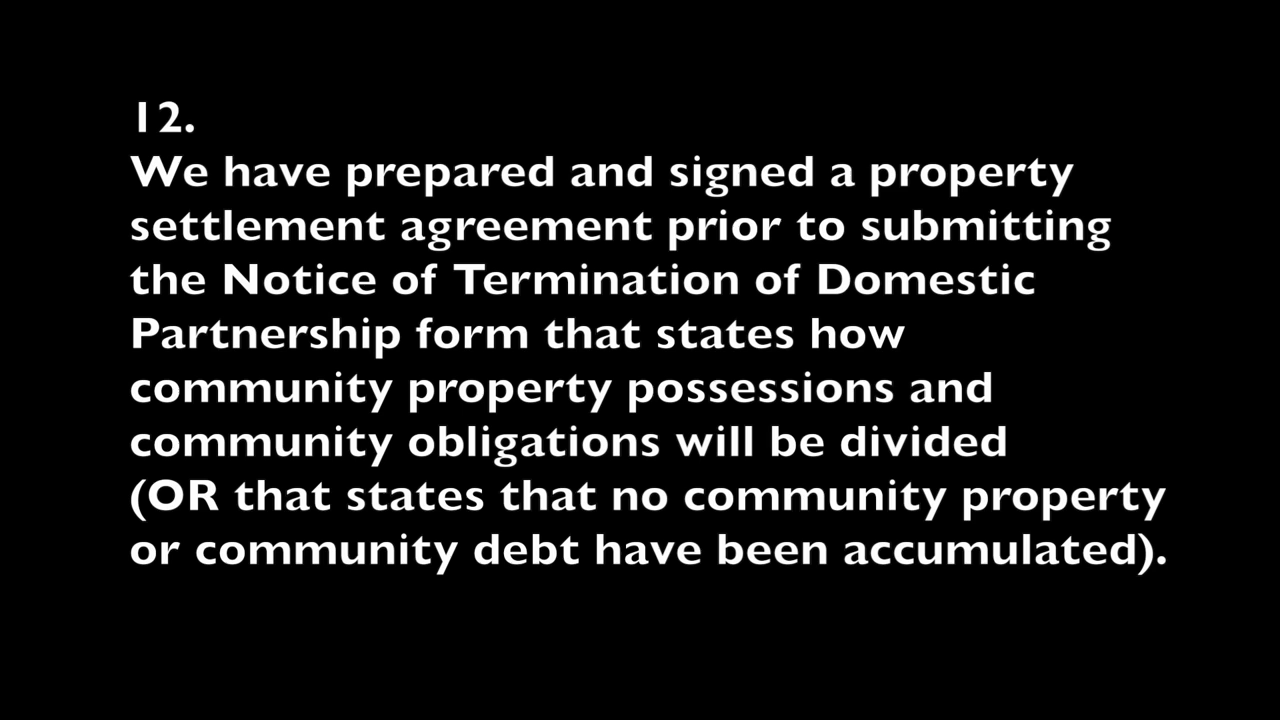 12.
We have prepared and signed a property
settlement agreement prior to submitting
the Notice of Termination of Domestic
Partnership form that states how
community property possessions and
community obligations will be divided
(OR that states that no community property
or community debt have been accumulated).